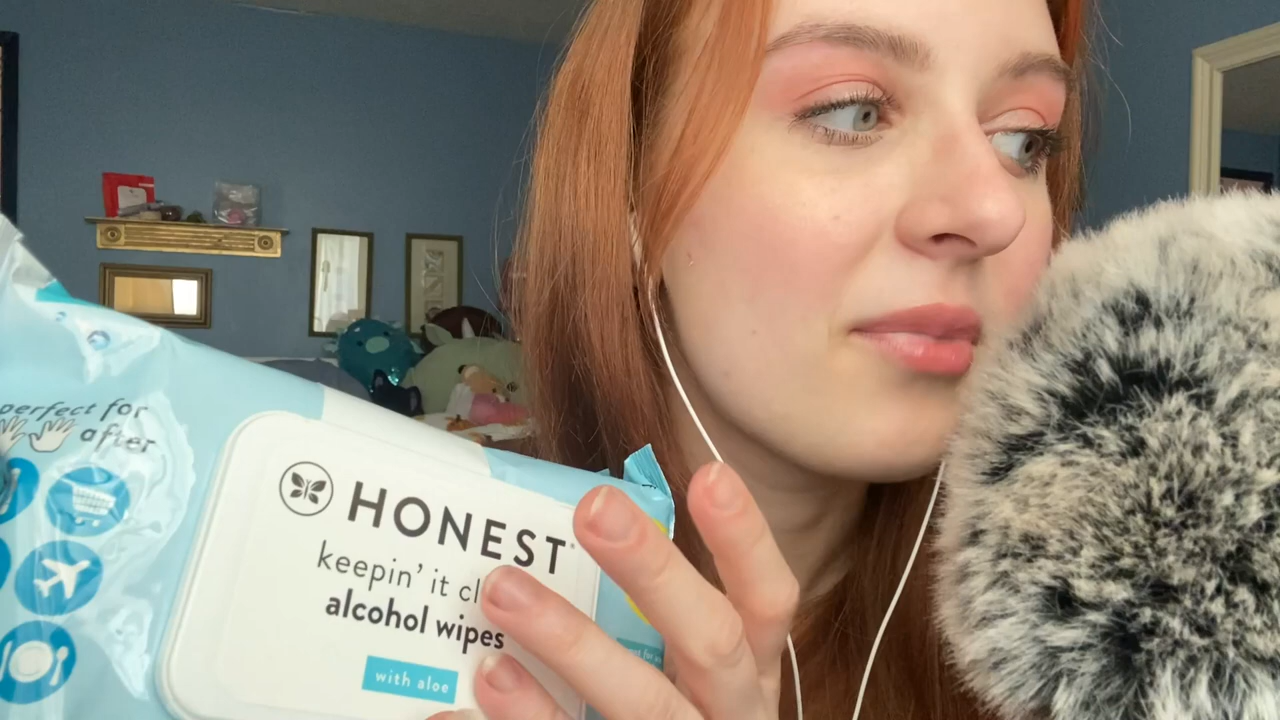 perfect for
after
HONEST
keepin' it cl
alcohol wipes
with aloe